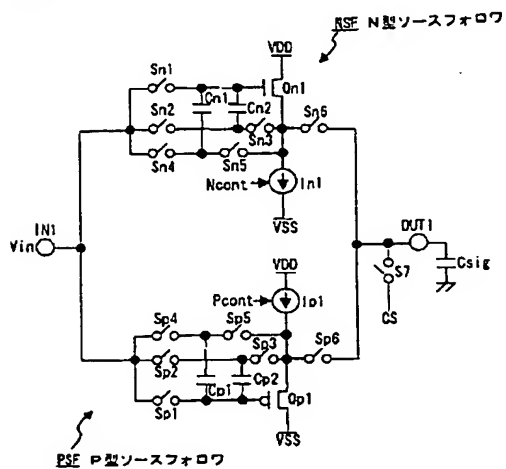 NSF N型ソースフォロワ
VDD
Sn1
Qn1
Cn1
Cn2
Sn2
Sn3
Sn6
Sn4
Sn5
Ncont
In1
VSS
IN1
Vin
OUT1
S7
Csig
CS
VDD
Pcont
Ip1
Sp4
Sp5
Sp3
Sp6
Sp2
Cp1
Cp2
Sp1
Qp1
VSS
PSF P型ソースフォロワ